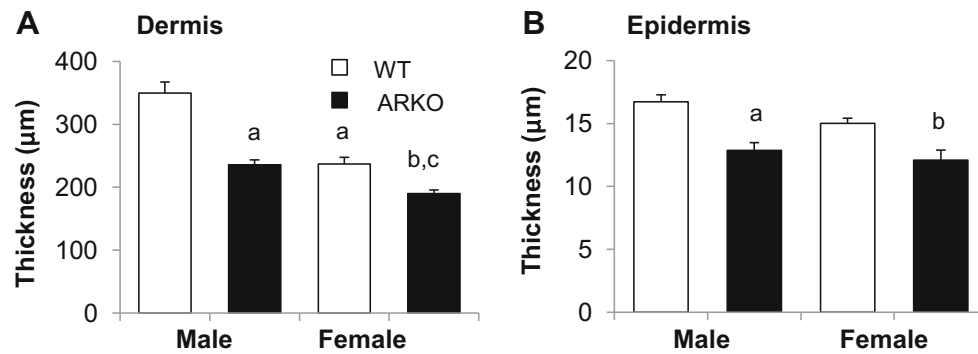 A Dermis
Thickness (µm)
400
300
200
100
0
WT
ARKO
a
a
b,c
Male Female
B Epidermis
Thickness (µm)
20
15
10
5
0
a
b
Male Female